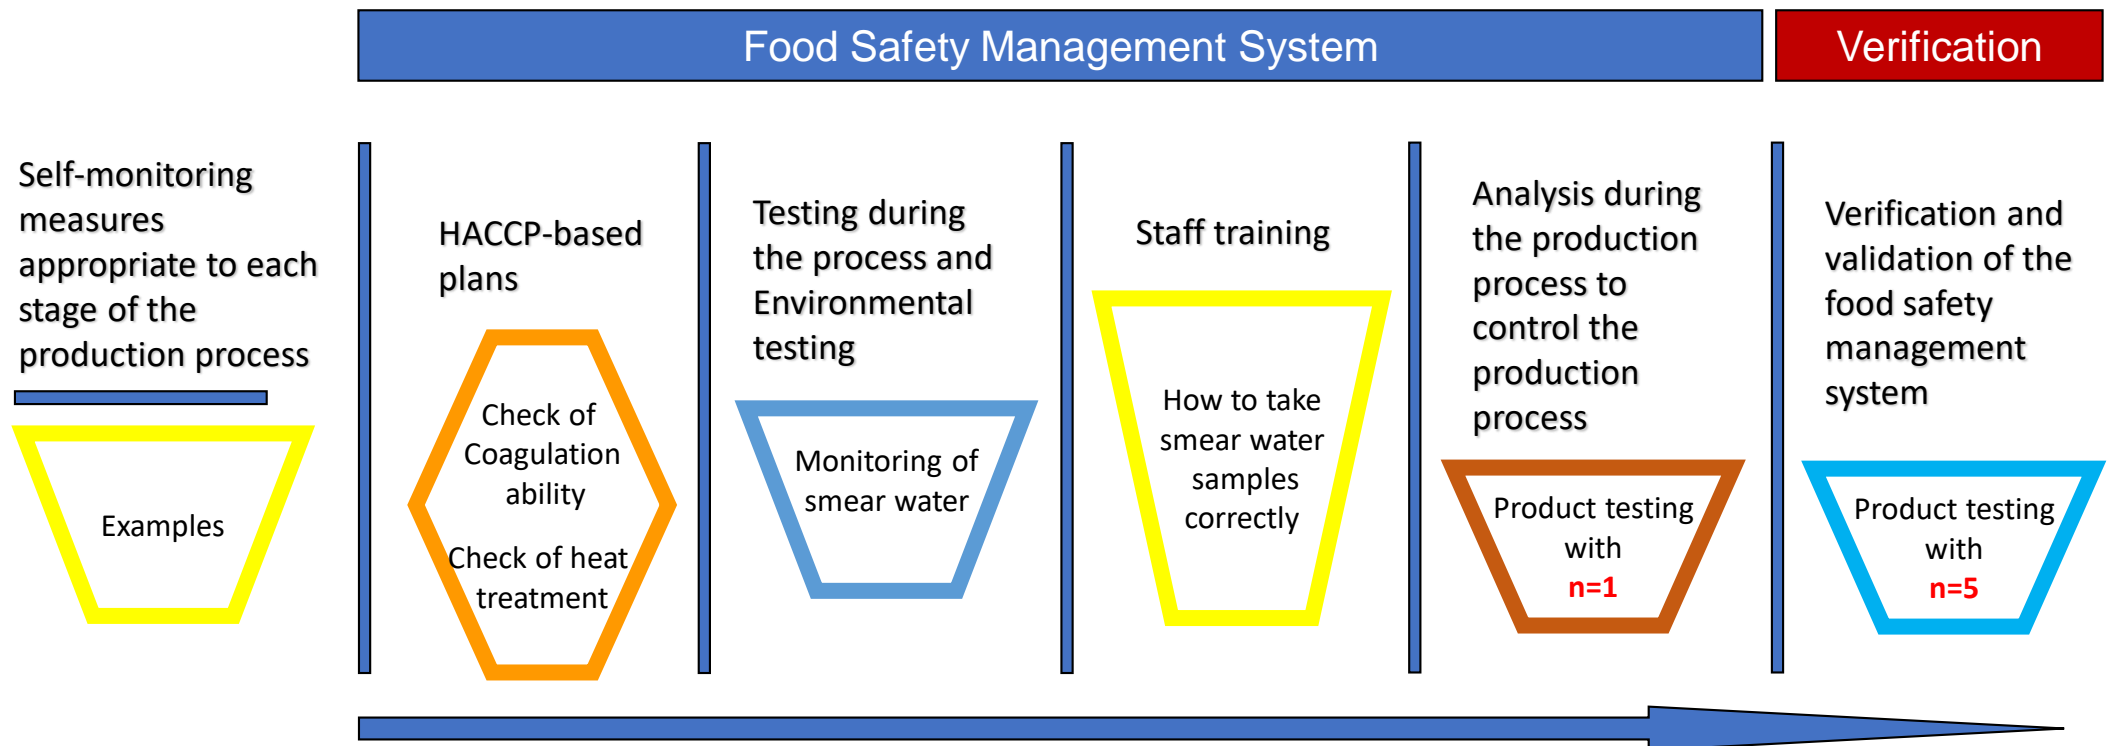 Food Safety Management System
Verification
Self-monitoring
measures
appropriate to each
stage of the
production process
Examples
HACCP-based
plans
Check of
Coagulation
ability
Check of heat
treatment
Testing during
the process and
Environmental
testing
Monitoring of
smear water
Staff training
How to take
smear water
samples
correctly
Analysis during
the production
process to
control the
production
process
Product testing
with
n=1
Verification and
validation of the
food safety
management
system
Product testing
with
n=5